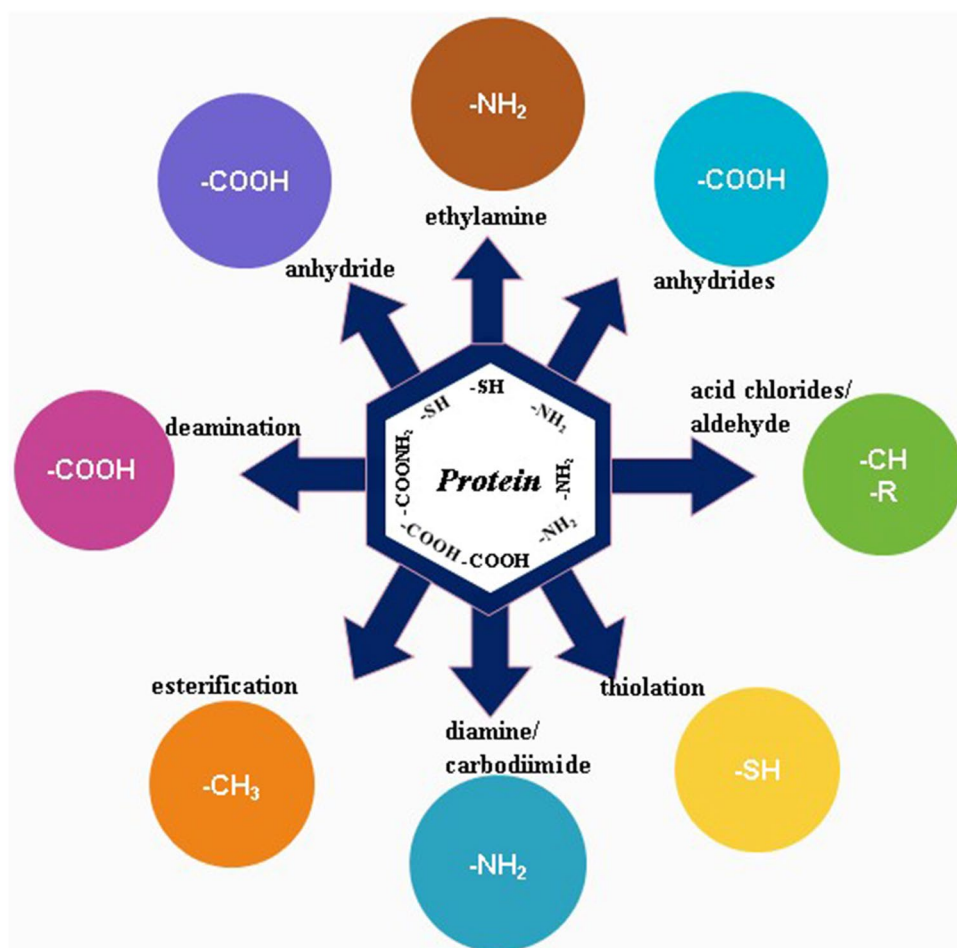 -NH₂
-COOH
-COOH
ethylamine
anhydride
anhydrides
-SH
-SH
-NH₂
acid chlorides/
aldehyde
deamination
-COOH
-COONH₂
Protein
-NH₂
-CH
-R
-COOH
-COOH
-NH₂
esterification
thiolation
diamine/
carbodiimide
-CH₃
-SH
-NH₂